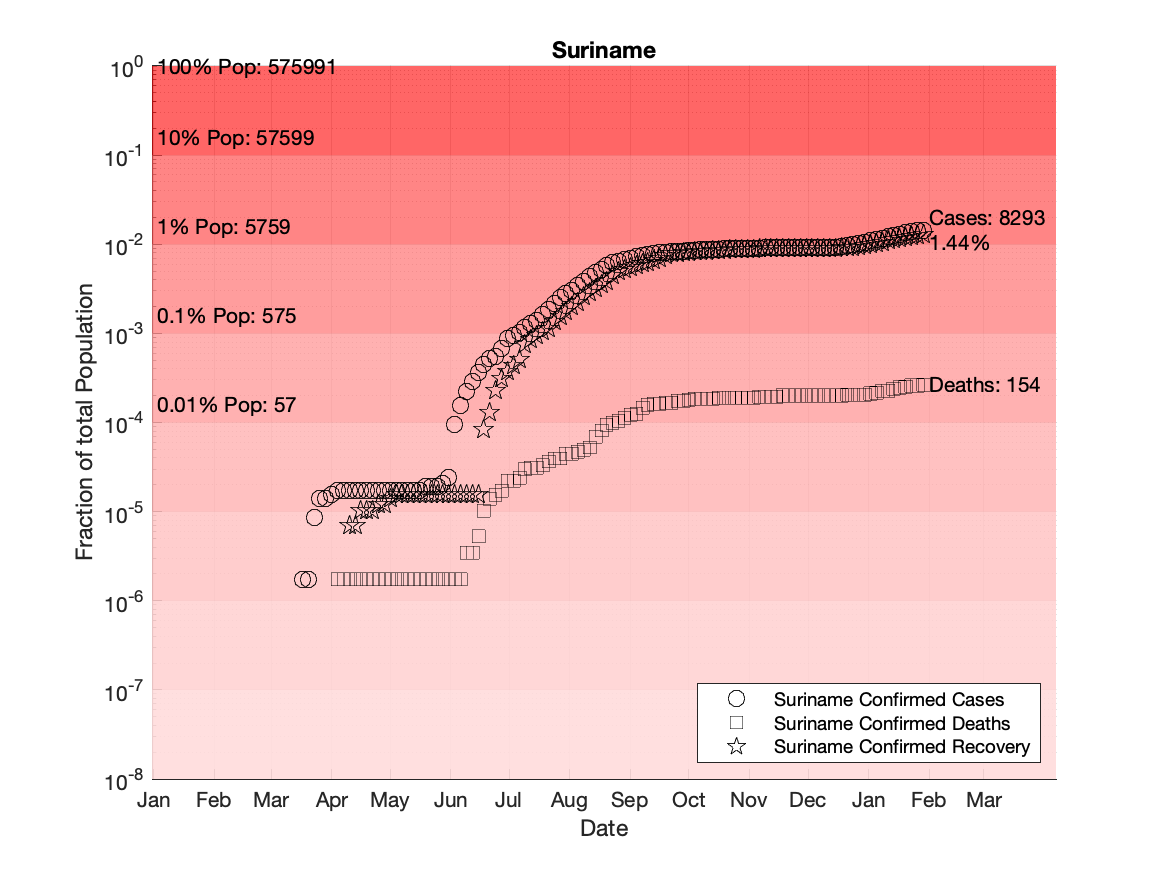 Suriname
10^0
100% Pop: 575991
10% Pop: 57599
10^-1
1% Pop: 5759
Cases: 8293
10^-2
1.44%
0.1% Pop: 575
10^-3
Deaths: 154
0.01% Pop: 57
10^-4
10^-5
10^-6
10^-7
10^-8
Fraction of total Population
Suriname Confirmed Cases
Suriname Confirmed Deaths
Suriname Confirmed Recovery
Jan Feb Mar Apr May Jun Jul Aug Sep Oct Nov Dec Jan Feb Mar
Date